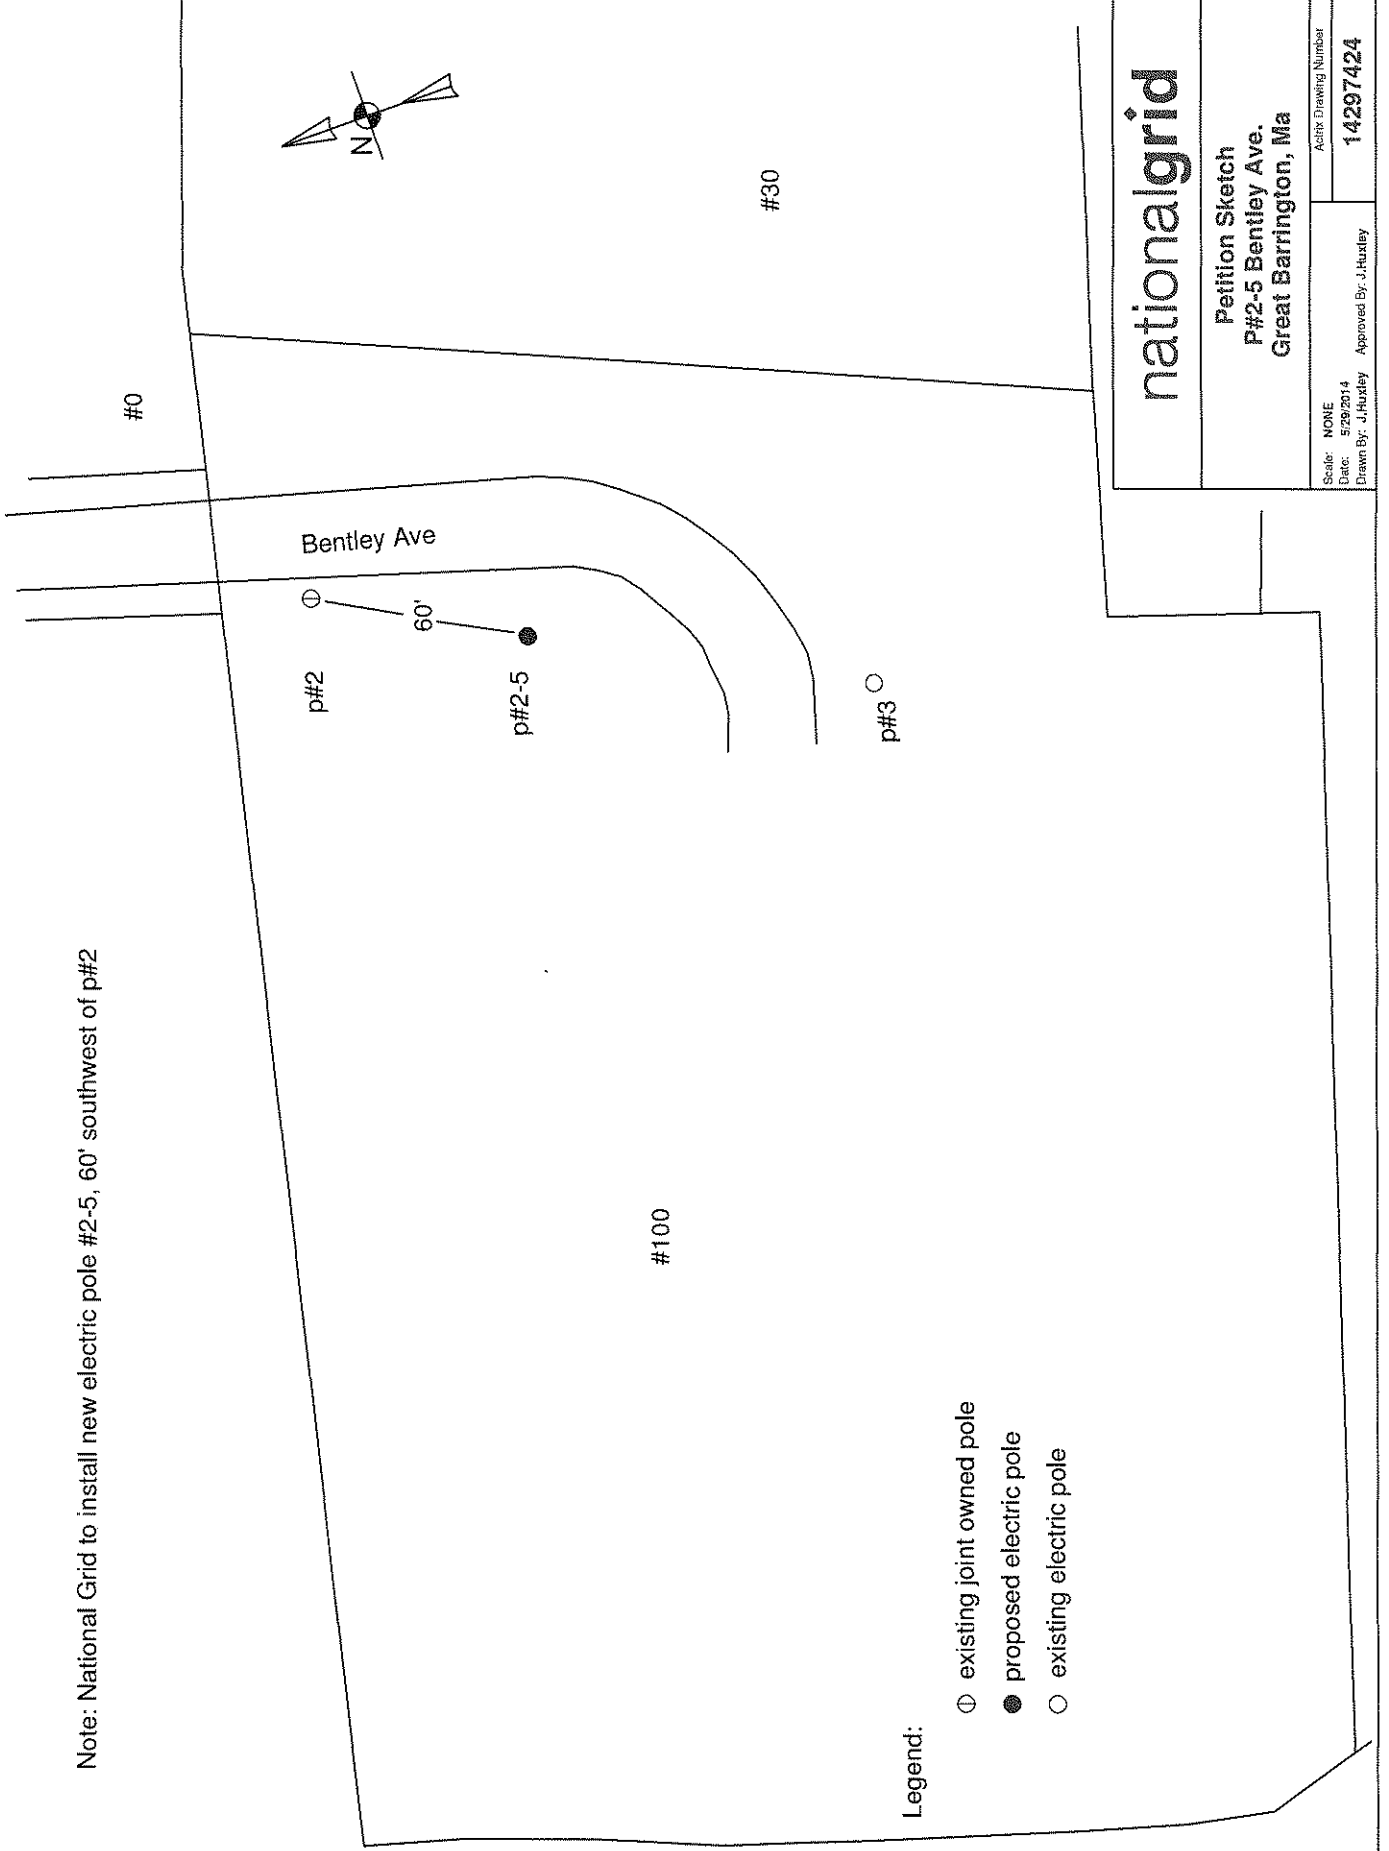 Note: National Grid to install new electric pole #2-5, 60' southwest of p#2
#0
N
Bentley Ave
60'
p#2
p#2-5
p#3
#30
#100
Legend:
existing joint owned pole
proposed electric pole
existing electric pole
nationalgrid
Petition Sketch
P#2-5 Bentley Ave.
Great Barrington, Ma
Scale: NONE
Date: 5/29/2014
Drawn By: J.Huxley Approved By: J.Huxley
Actrix Drawing Number
14297424